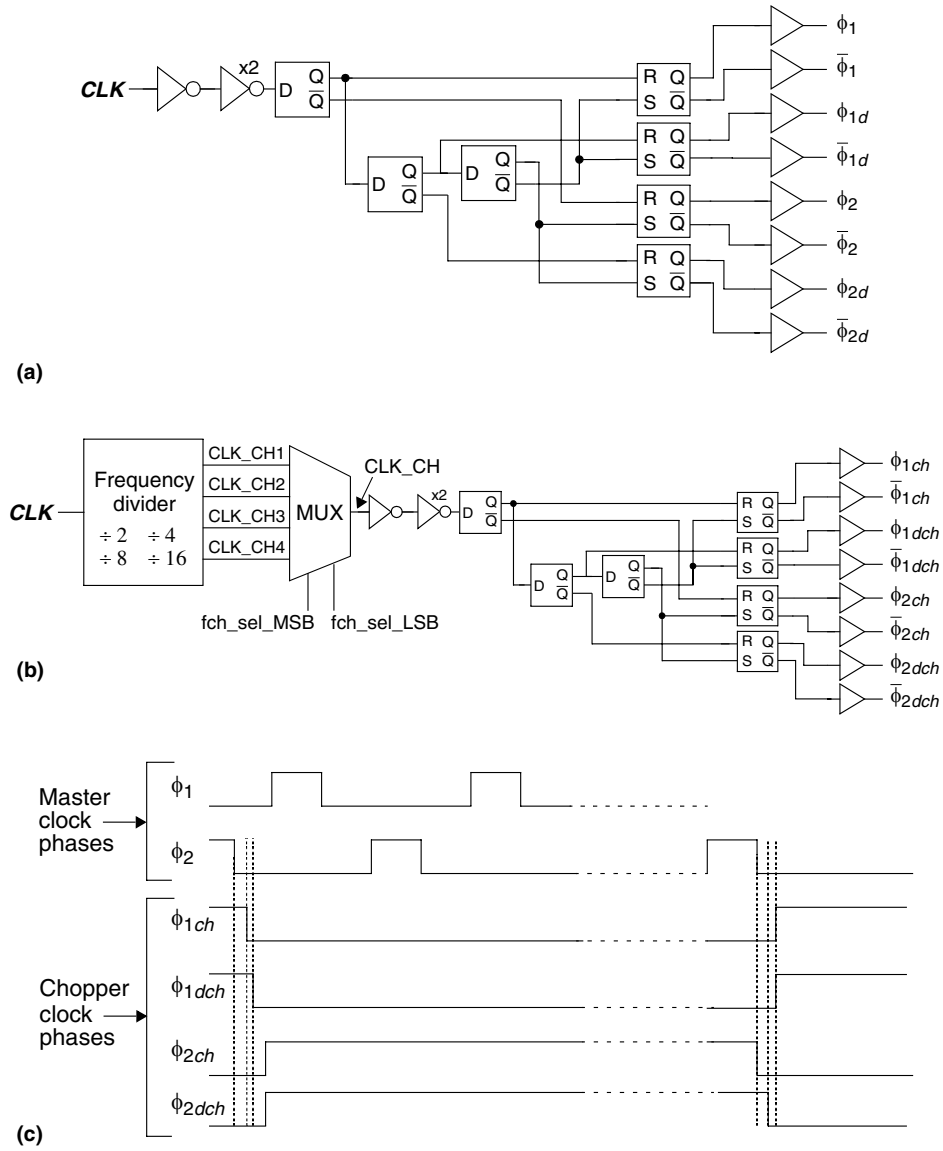 CLK
x2
D Q
Q̅
D Q
Q̅
D Q
Q̅
R Q
S Q̅
R Q
S Q̅
R Q
S Q̅
R Q
S Q̅
ϕ1
ϕ̅1
ϕ1d
ϕ̅1d
ϕ2
ϕ̅2
ϕ2d
ϕ̅2d
(a)
CLK
Frequency
divider
÷ 2 ÷ 4
÷ 8 ÷ 16
CLK_CH1
CLK_CH2
CLK_CH3
CLK_CH4
MUX
fch_sel_MSB fch_sel_LSB
CLK_CH
x2
D Q
Q̅
D Q
Q̅
D Q
Q̅
R Q
S Q̅
R Q
S Q̅
R Q
S Q̅
R Q
S Q̅
ϕ1ch
ϕ̅1ch
ϕ1dch
ϕ̅1dch
ϕ2ch
ϕ̅2ch
ϕ2dch
ϕ̅2dch
(b)
Master
clock
phases
ϕ1
ϕ2
Chopper
clock
phases
ϕ1ch
ϕ1dch
ϕ2ch
ϕ2dch
(c)